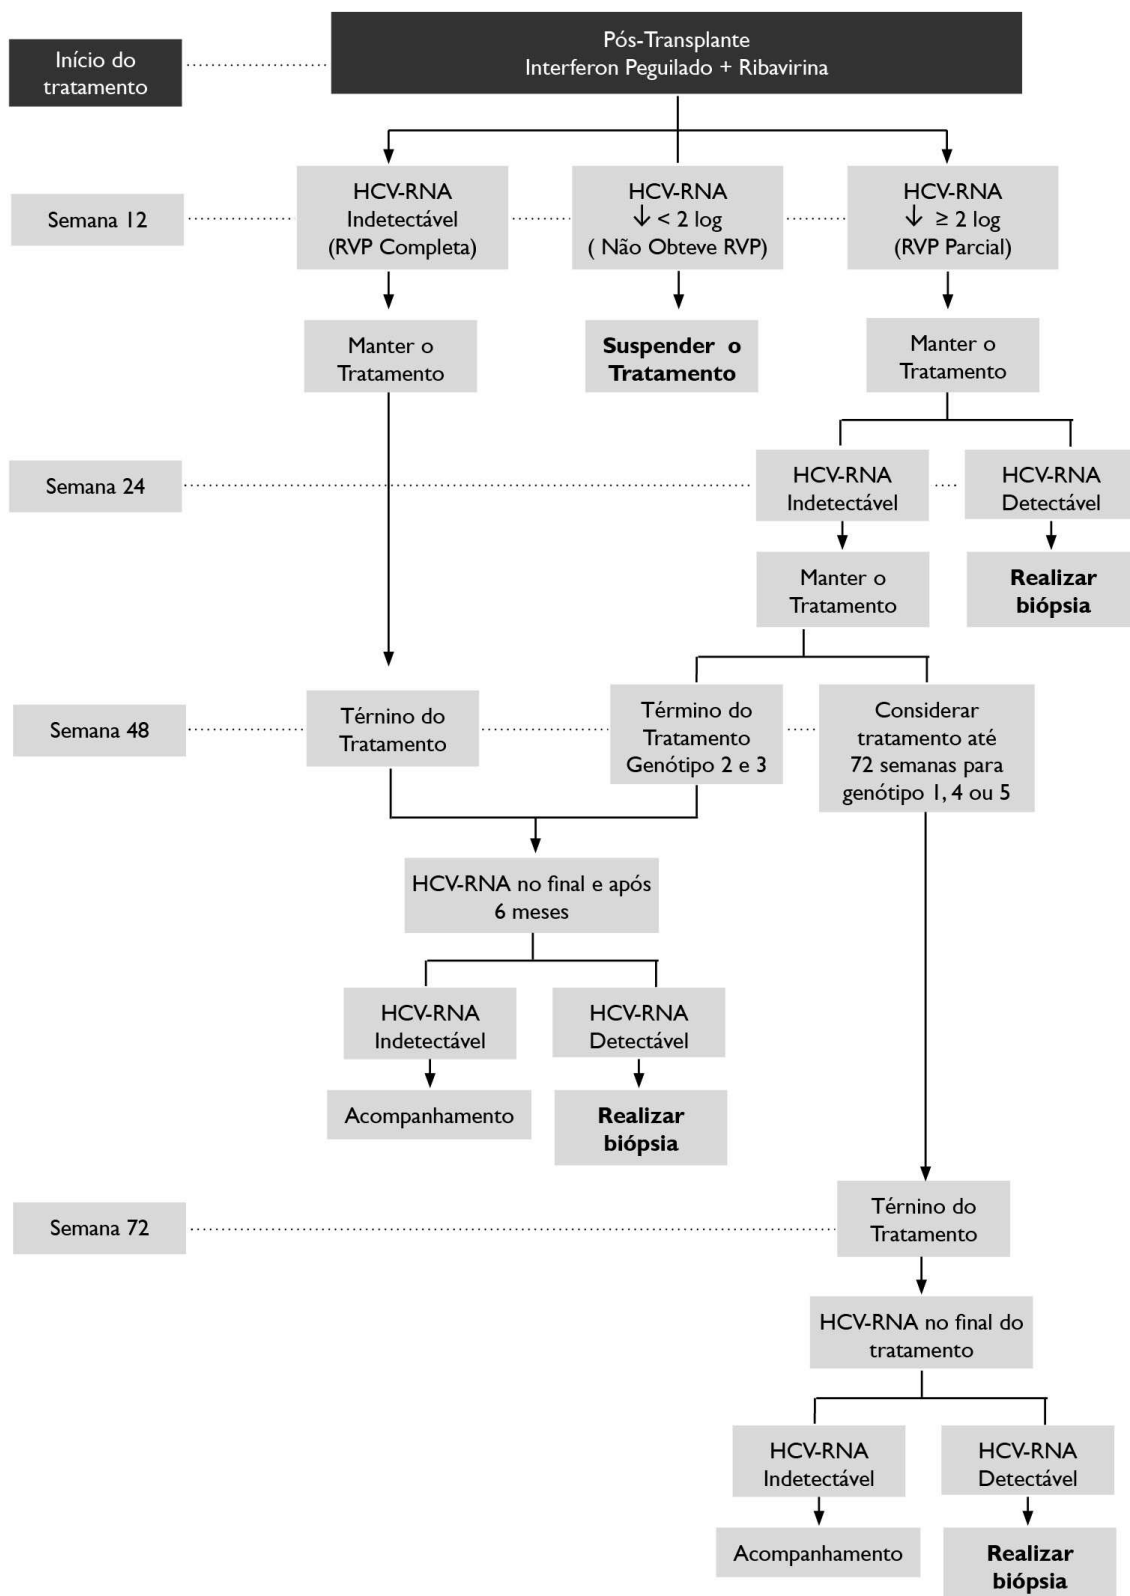 Início do
tratamento
Pós-Transplante
Interferon Peguilado + Ribavirina
Semana 12
HCV-RNA
Indetectável
(RVP Completa)
HCV-RNA
↓ < 2 log
( Não Obteve RVP)
HCV-RNA
↓ ≥ 2 log
(RVP Parcial)
Manter o
Tratamento
Suspender o
Tratamento
Manter o
Tratamento
Semana 24
HCV-RNA
Indetectável
HCV-RNA
Detectável
Manter o
Tratamento
Realizar
biópsia
Semana 48
Térnino do
Tratamento
Término do
Tratamento
Genótipo 2 e 3
Considerar
tratamento até
72 semanas para
genótipo 1, 4 ou 5
HCV-RNA no final e após
6 meses
HCV-RNA
Indetectável
HCV-RNA
Detectável
Acompanhamento
Realizar
biópsia
Semana 72
Térnino do
Tratamento
HCV-RNA no final do
tratamento
HCV-RNA
Indetectável
HCV-RNA
Detectável
Acompanhamento
Realizar
biópsia